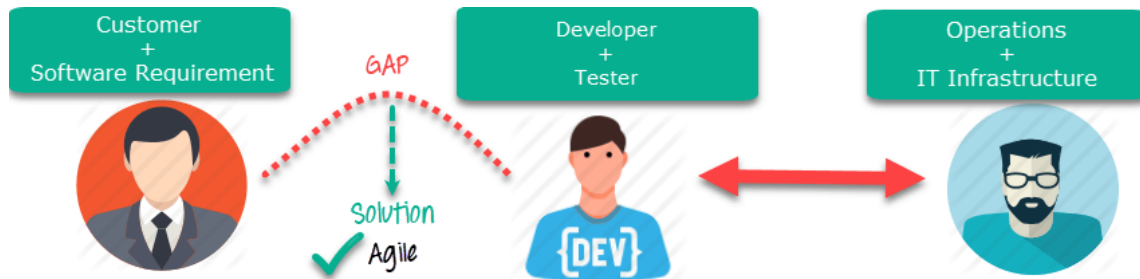 Customer
+
Software Requirement
GAP
Solution
Agile
Developer
+
Tester
{DEV}
Operations
+
IT Infrastructure